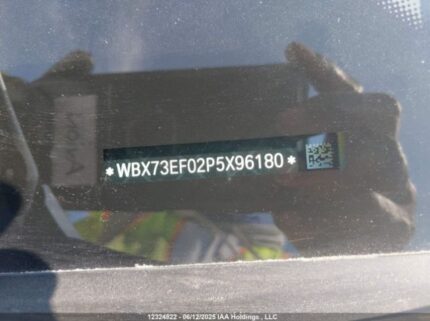 *WBX73EF02P5X96180*
12324822 - 06/12/2025 IAA Holdings , LLC